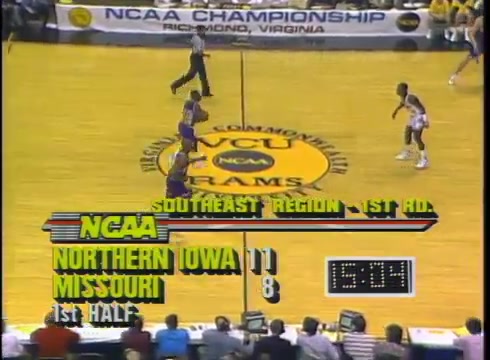 NCAA CHAMPIONSHIP
RICHMOND, VIRGINIA
VIRGINIA COMMONWEALTH
VCU
NCAA
RAMS
SOUTHEAST REGION - 1ST RD.
NCAA
NORTHERN IOWA 11
MISSOURI 8
1st HALF
15:04